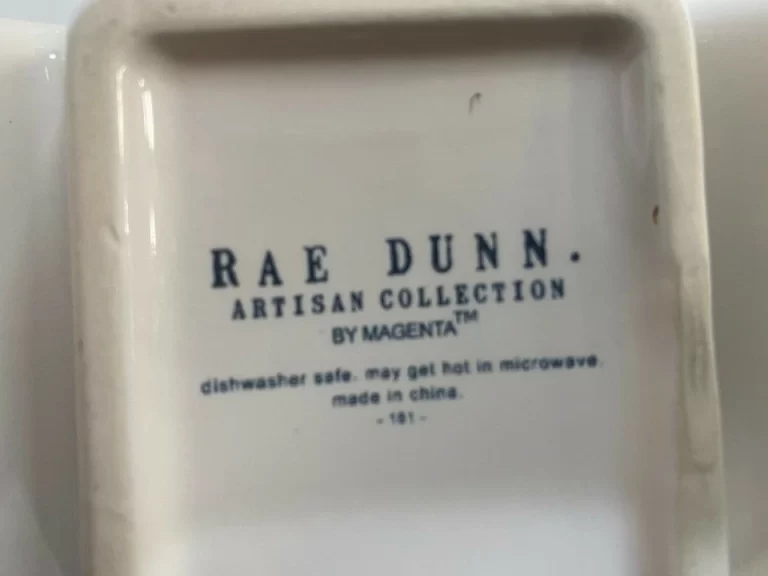 RAE DUNN.
ARTISAN COLLECTION
BY MAGENTA™
dishwasher safe. may get hot in microwave.
made in china.
- 181 -